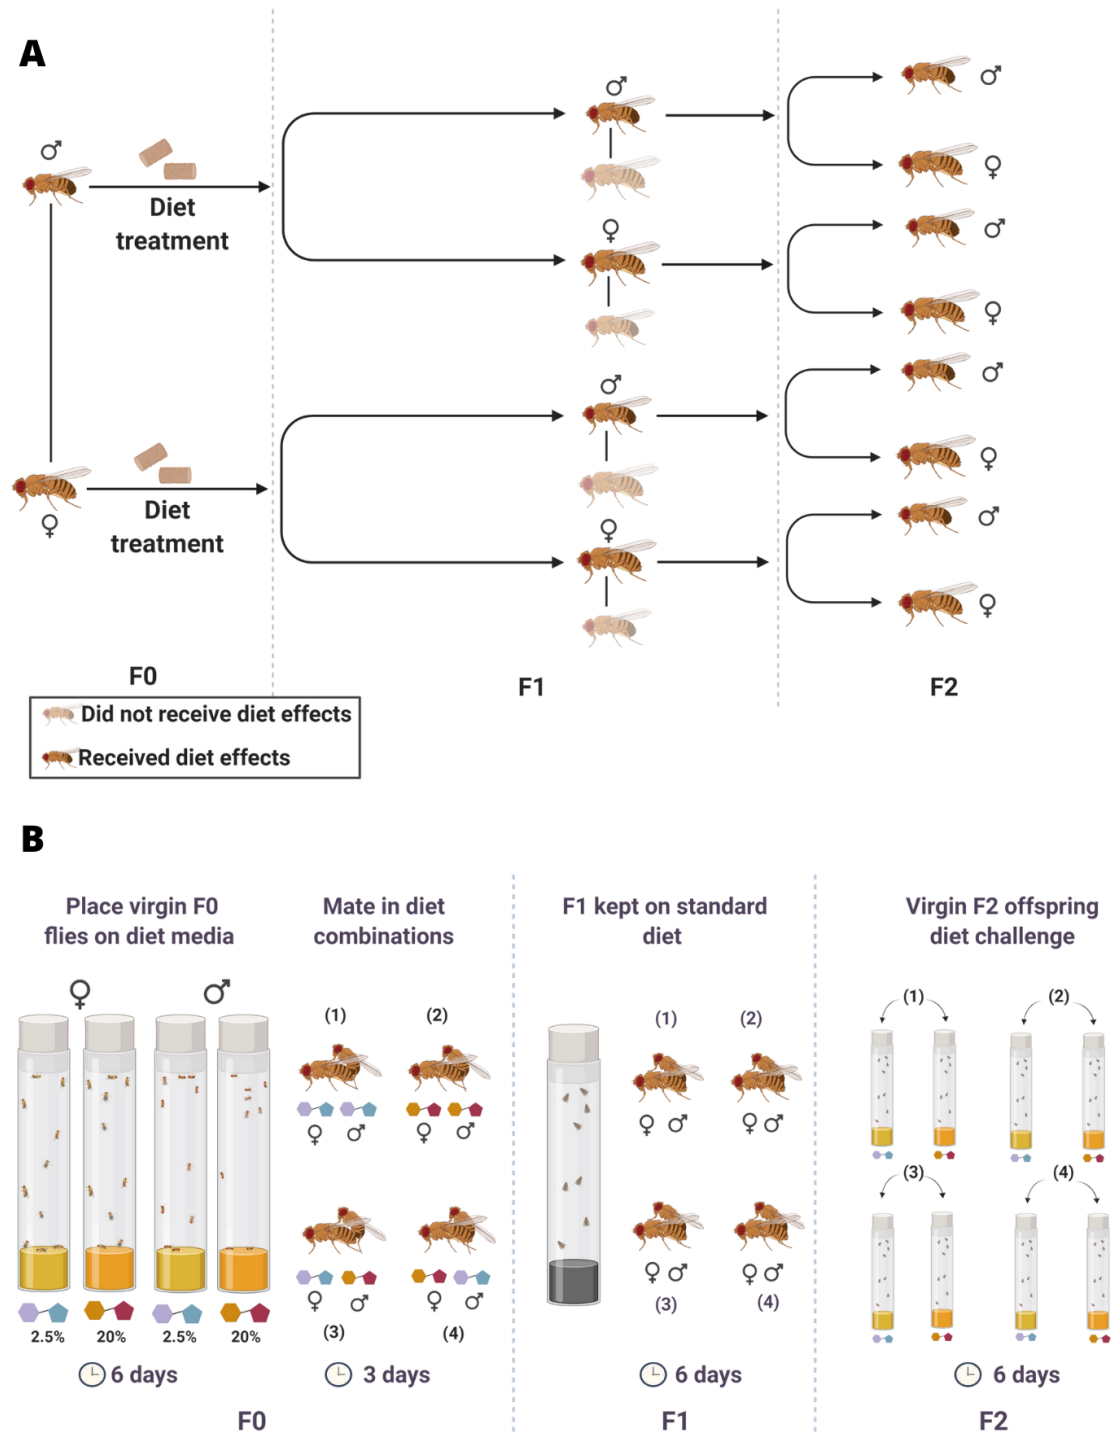 A
♂
Diet
treatment
♂
♀
♂
♀
♂
♀
♂
♀
Diet
treatment
♀
♂
♀
♂
♀
♂
♀
F0
F1
F2
Did not receive diet effects
Received diet effects
B
Place virgin F0
flies on diet media
Mate in diet
combinations
F1 kept on standard
diet
Virgin F2 offspring
diet challenge
♀ ♂
(1) (2)
♀ ♂ ♀ ♂
♀ ♂ ♀ ♂
(3) (4)
2.5% 20% 2.5% 20%
(1) (2)
♀ ♂ ♀ ♂
♀ ♂ ♀ ♂
(3) (4)
(1) (2)
(3) (4)
6 days
3 days
6 days
6 days
F0
F1
F2